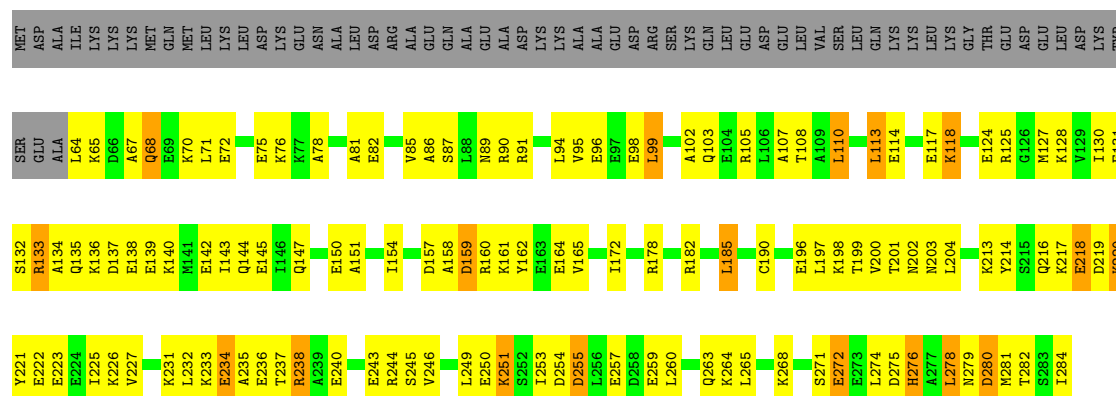 MET ASP ALA ILE LYS LYS LYS MET GLN MET LEU LYS LEU ASP LYS GLU ASN ALA LEU ASP ARG ALA GLU GLN ALA GLU ALA ASP LYS LYS ALA ALA GLU ASP ARG SER LYS GLN LEU GLU ASP GLU LEU VAL SER LEU GLN LYS LYS LEU LYS GLY THR GLU ASP GLU LEU ASP LYS
SER GLU ALA L64 K65 D66 A67 Q68 E69 K70 L71 E72 E75 K76 K77 A78 A81 E82 V85 A86 S87 L88 N89 R90 R91 L94 V95 E96 E97 E98 L99 A102 Q103 E104 R105 L106 A107 T108 A109 L110 L113 E114 E117 K118 E124 R125 G126 M127 K128 V129 I130
S132 R133 A134 Q135 K136 D137 E138 E139 K140 M141 E142 I143 Q144 E145 I146 Q147 E150 A151 I154 D157 A158 D159 R160 K161 Y162 E163 E164 V165 I172 R178 R182 L185 C190 E196 L197 K198 T199 V200 T201 N202 N203 L204 K213 Y214 S215 Q216 K217 E218 D219
Y221 E222 E223 E224 I225 K226 V227 K231 L232 K233 E234 A235 E236 T237 R238 A239 E240 E243 R244 S245 V246 L249 E250 K251 S252 I253 D254 D255 L256 E257 D258 E259 L260 Q263 K264 L265 K268 S271 E272 E273 L274 D275 H276 A277 L278 N279 D280 M281 T282 S283 I284